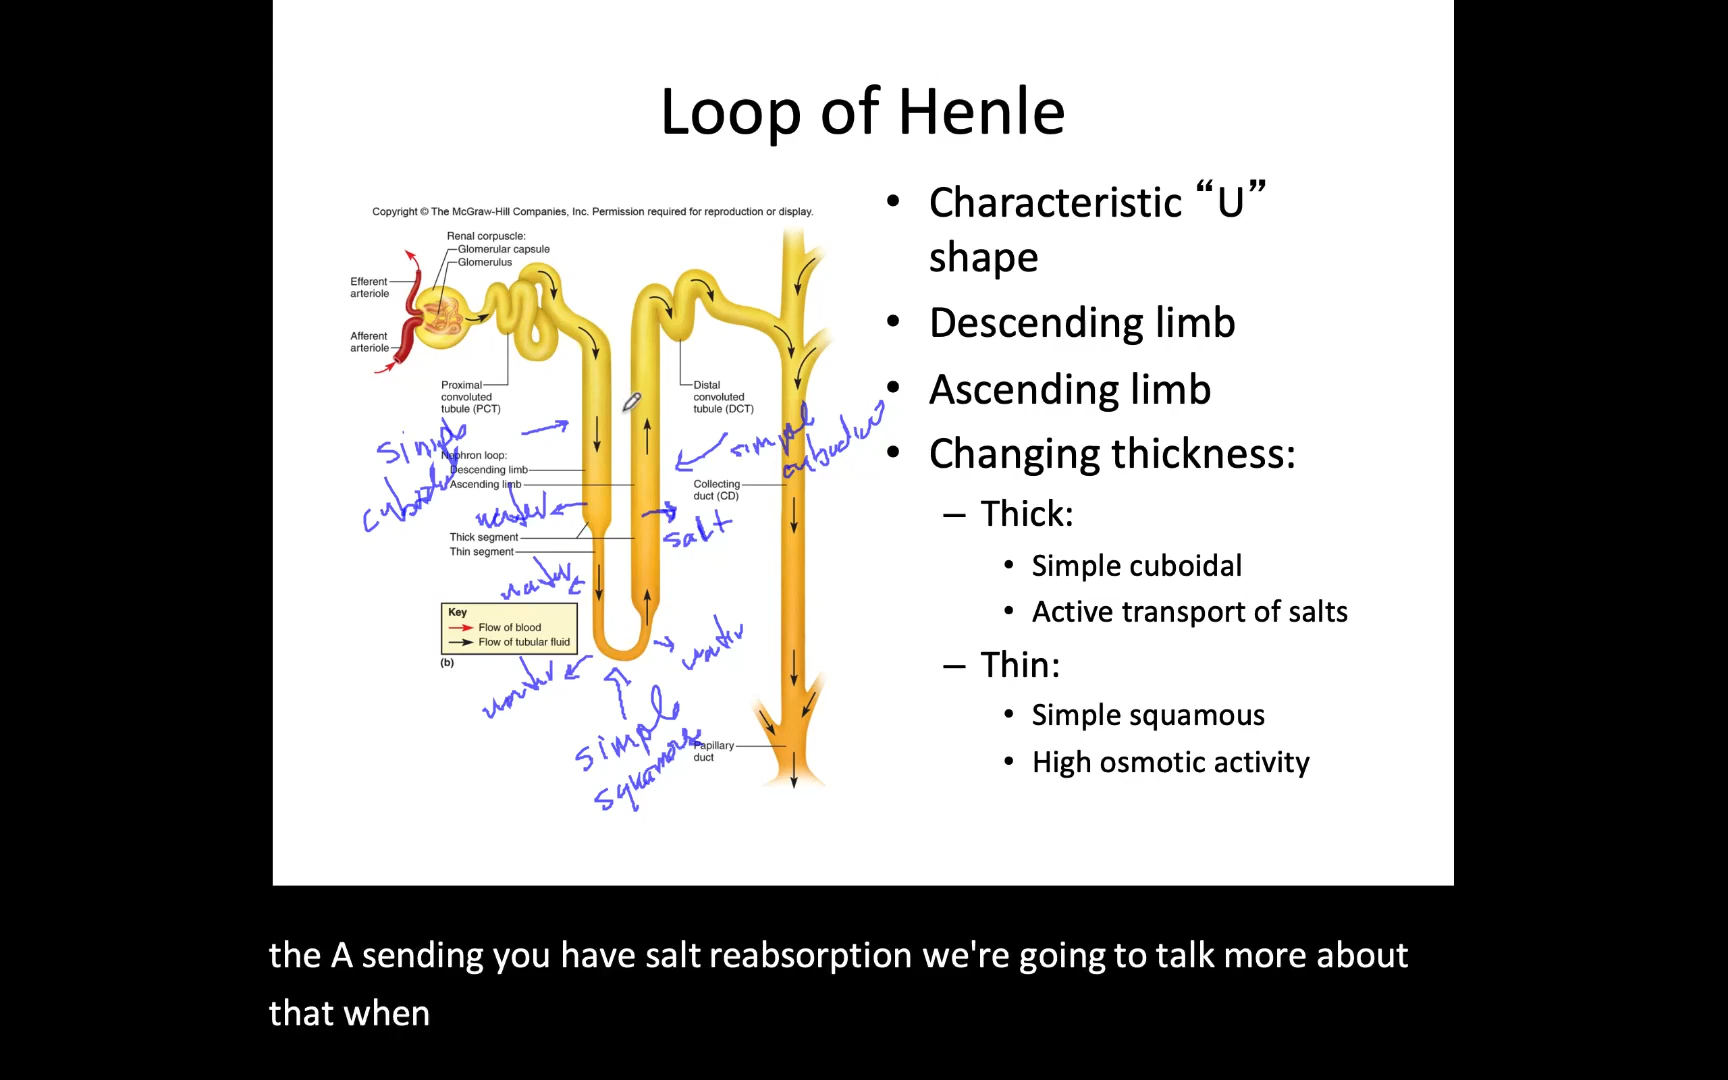 Loop of Henle
Copyright © The McGraw-Hill Companies, Inc. Permission required for reproduction or display.
Renal corpuscle:
Glomerular capsule
Glomerulus
Efferent
arteriole
Afferent
arteriole
Proximal
convoluted
tubule (PCT)
Distal
convoluted
tubule (DCT)
simple
cuboidal
simple
cuboidal
Nephron loop:
Descending limb
Ascending limb
Collecting
duct (CD)
water
salt
Thick segment
Thin segment
water
Key
Flow of blood
Flow of tubular fluid
(b)
water
water
simple
squamous
Papillary
duct
• Characteristic “U”
shape
• Descending limb
• Ascending limb
• Changing thickness:
– Thick:
• Simple cuboidal
• Active transport of salts
– Thin:
• Simple squamous
• High osmotic activity
the A sending you have salt reabsorption we're going to talk more about
that when